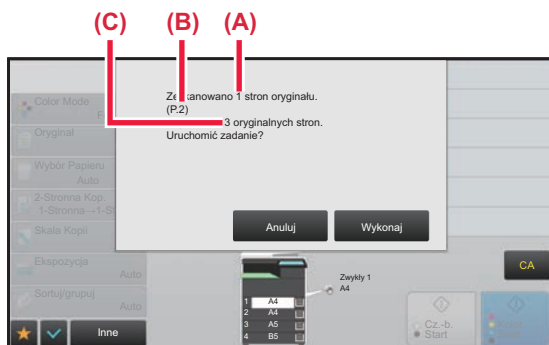 (C) (B) (A)
Zeskanowano 1 stron oryginału.
(P.2)
3 oryginalnych stron.
Uruchomić zadanie?
Anuluj Wykonaj
Color Mode
Oryginał
Wybór Papieru
Auto
2-Stronna Kop.
1-Stronna→1-S
Skala Kopii
Ekspozycja
Auto
Sortuj/grupuj
Auto
Inne
Zwykły 1
A4
1 A4
2 A4
3 A5
4 B5
CA
Cz.-b.
Start